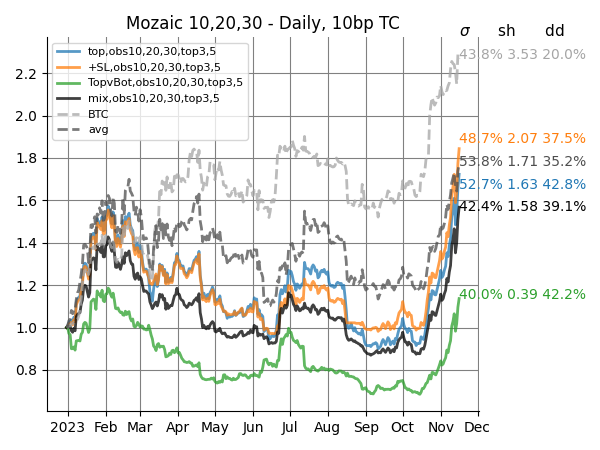 Mozaic 10,20,30 - Daily, 10bp TC
σ sh dd
top,obs10,20,30,top3,5
+SL,obs10,20,30,top3,5
TopvBot,obs10,20,30,top3,5
mix,obs10,20,30,top3,5
BTC
avg
43.8% 3.53 20.0%
48.7% 2.07 37.5%
53.8% 1.71 35.2%
52.7% 1.63 42.8%
42.4% 1.58 39.1%
40.0% 0.39 42.2%
2.2
2.0
1.8
1.6
1.4
1.2
1.0
0.8
2023 Feb Mar Apr May Jun Jul Aug Sep Oct Nov Dec